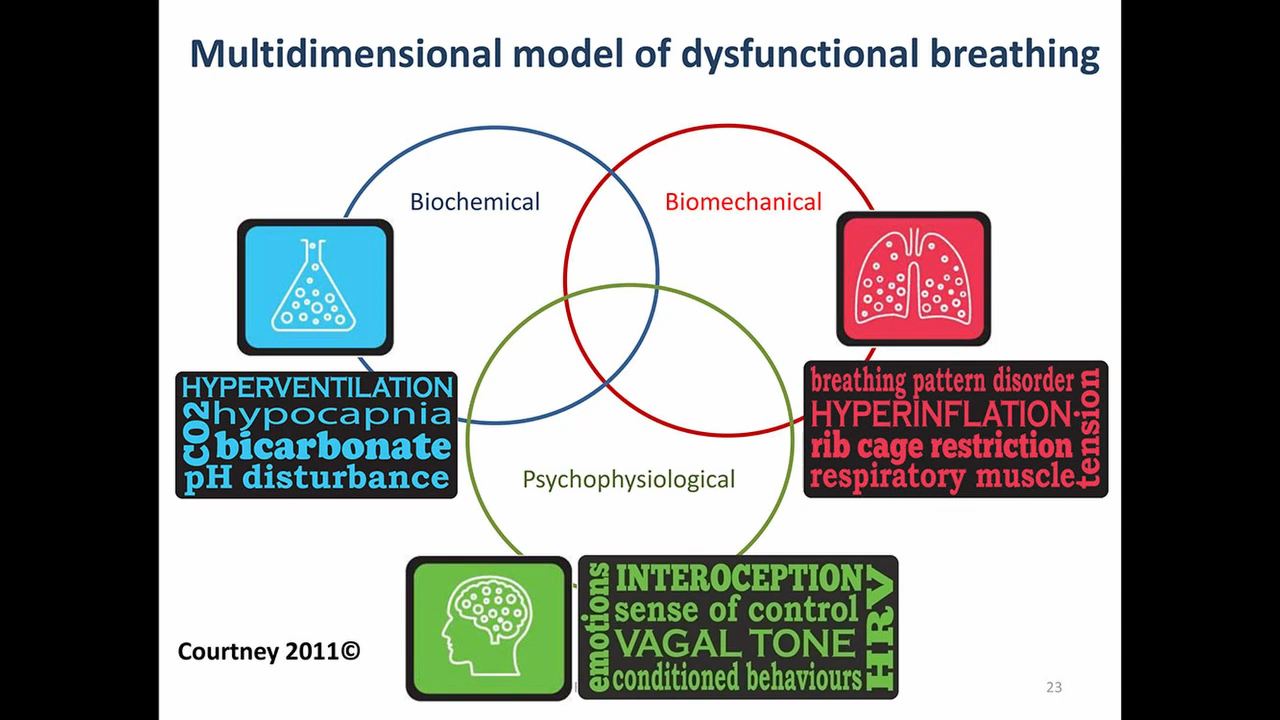 Multidimensional model of dysfunctional breathing
Biochemical
Biomechanical
HYPERVENTILATION
CO2
hypocapnia
bicarbonate
pH disturbance
breathing pattern disorder
HYPERINFLATION
rib cage restriction
respiratory muscle
tension
Psychophysiological
emotions
INTEROCEPTION
sense of control
VAGAL TONE
conditioned behaviours
HRV
Courtney 2011©
23